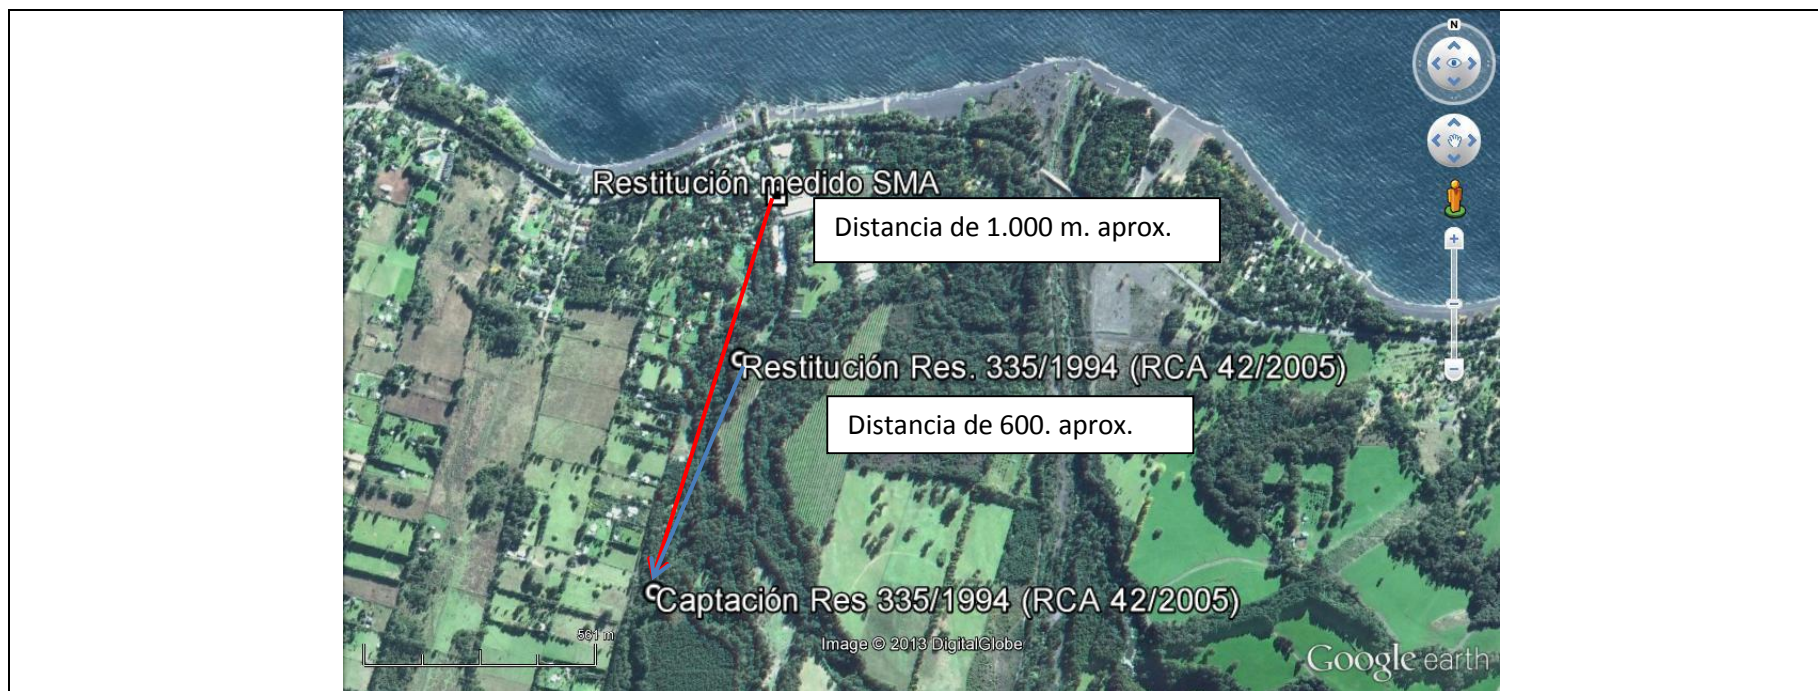 N
Restitución medido SMA
Distancia de 1.000 m. aprox.
Restitución Res. 335/1994 (RCA 42/2005)
Distancia de 600. aprox.
Captación Res 335/1994 (RCA 42/2005)
561 m
Image © 2013 DigitalGlobe
Google earth